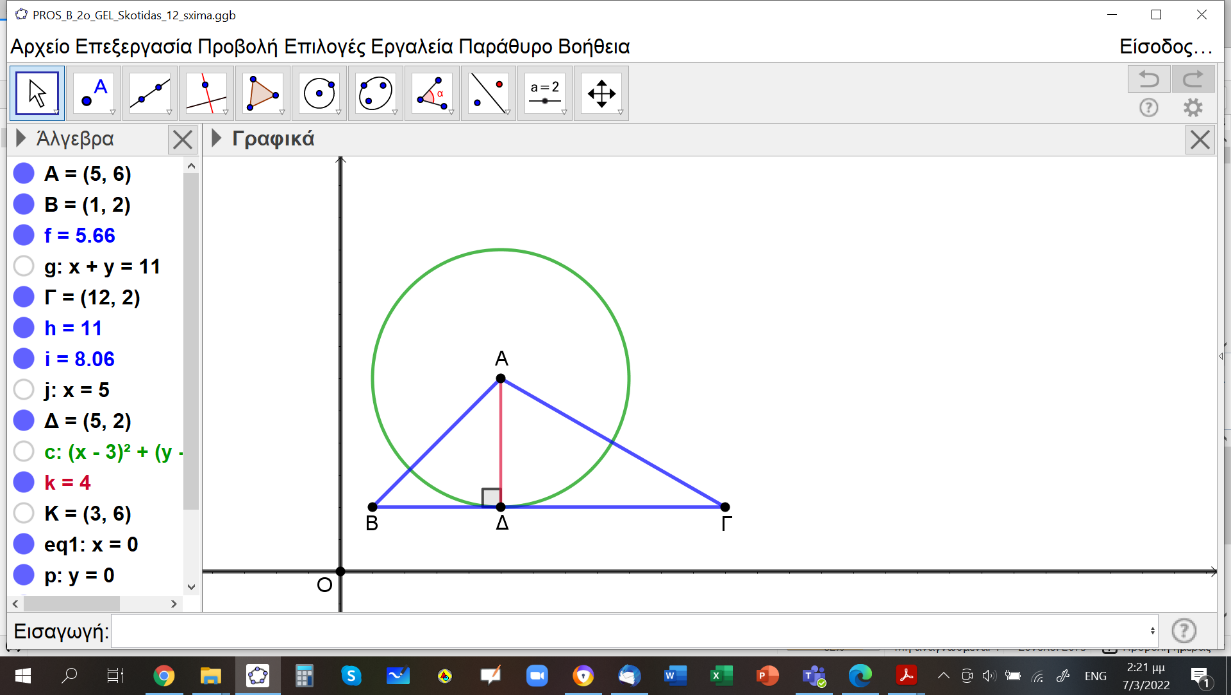 PROS_B_2o_GEL_Skotidas_12_sxima.ggb
Αρχείο Επεξεργασία Προβολή Επιλογές Εργαλεία Παράθυρο Βοήθεια Είσοδος…
A α a = 2
Άλγεβρα Γραφικά
A = (5, 6)
B = (1, 2)
f = 5.66
g: x + y = 11
Γ = (12, 2)
h = 11
i = 8.06
j: x = 5
Δ = (5, 2)
c: (x - 3)² + (y -
k = 4
K = (3, 6)
eq1: x = 0
p: y = 0
A
B Δ Γ
O
Εισαγωγή:
ENG
2:21 μμ
7/3/2022
1